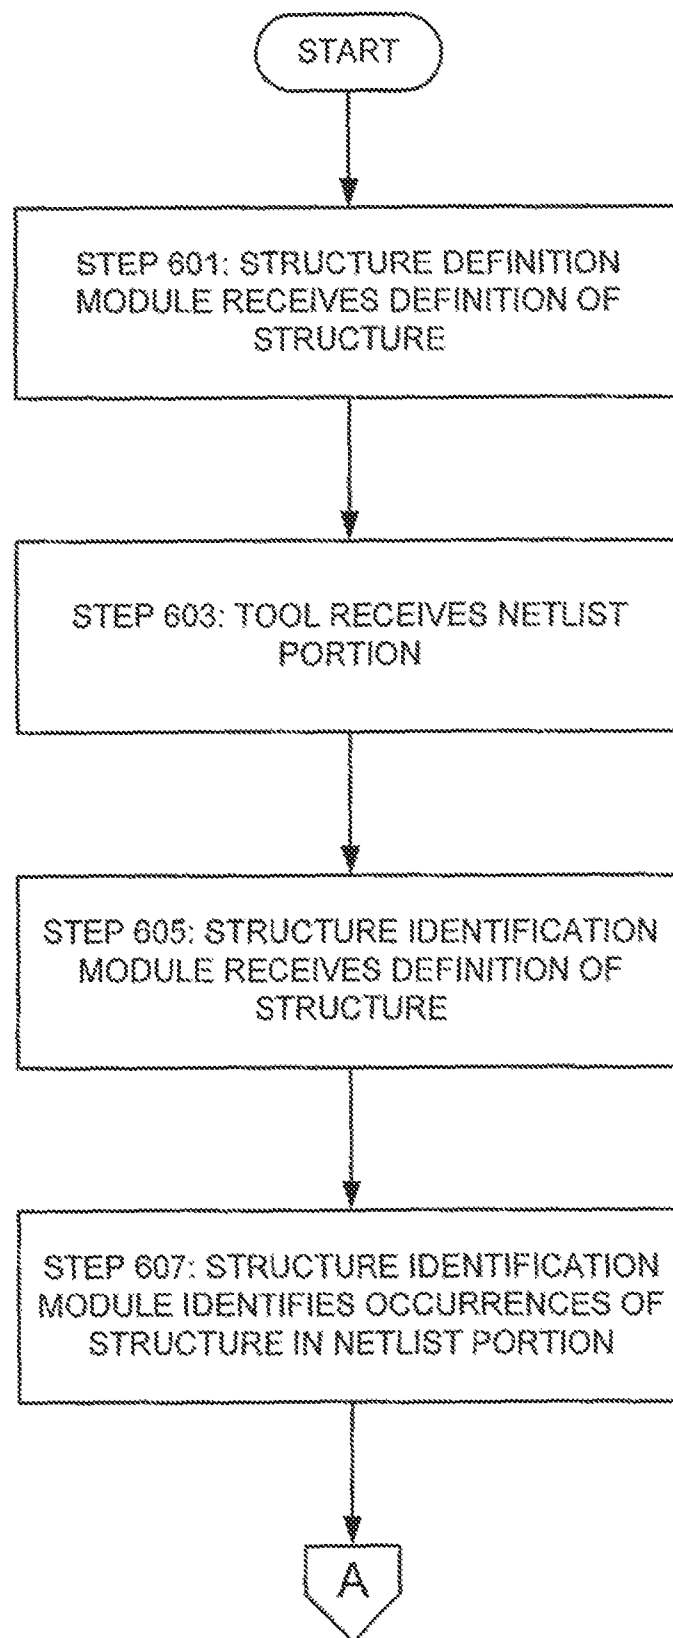 START
STEP 601: STRUCTURE DEFINITION
MODULE RECEIVES DEFINITION OF
STRUCTURE
STEP 603: TOOL RECEIVES NETLIST
PORTION
STEP 605: STRUCTURE IDENTIFICATION
MODULE RECEIVES DEFINITION OF
STRUCTURE
STEP 607: STRUCTURE IDENTIFICATION
MODULE IDENTIFIES OCCURRENCES OF
STRUCTURE IN NETLIST PORTION
A